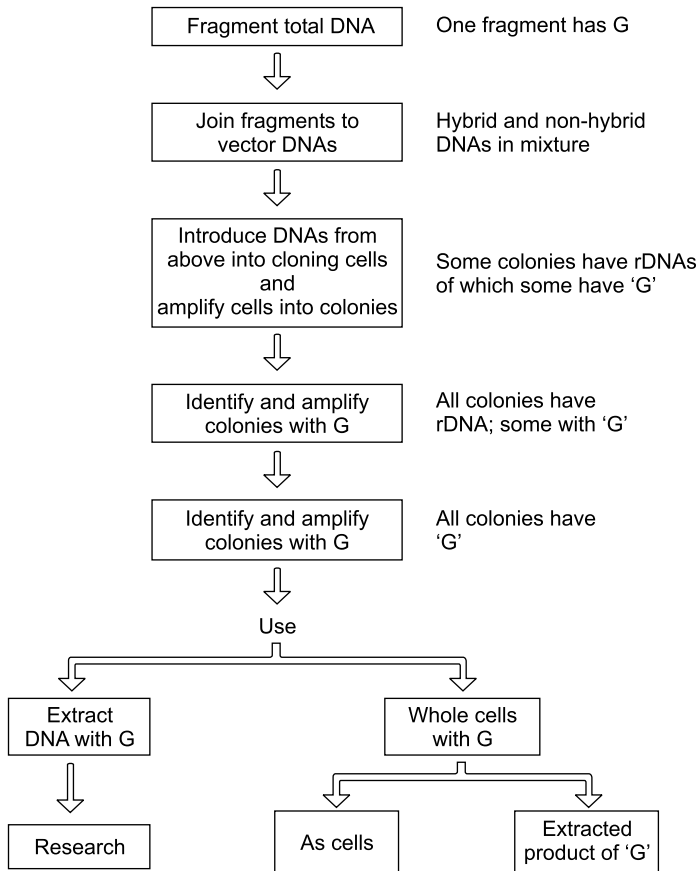 Fragment total DNA
One fragment has G
Join fragments to
vector DNAs
Hybrid and non-hybrid
DNAs in mixture
Introduce DNAs from
above into cloning cells
and
amplify cells into colonies
Some colonies have rDNAs
of which some have ‘G’
Identify and amplify
colonies with G
All colonies have
rDNA; some with ‘G’
Identify and amplify
colonies with G
All colonies have
‘G’
Use
Extract
DNA with G
Whole cells
with G
Research
As cells
Extracted
product of ‘G’